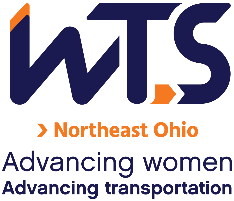 WTS
Northeast Ohio
Advancing women
Advancing transportation